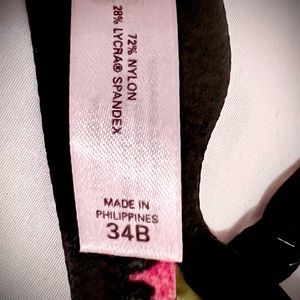 72% NYLON
28% LYCRA® SPANDEX
MADE IN
PHILIPPINES
34B